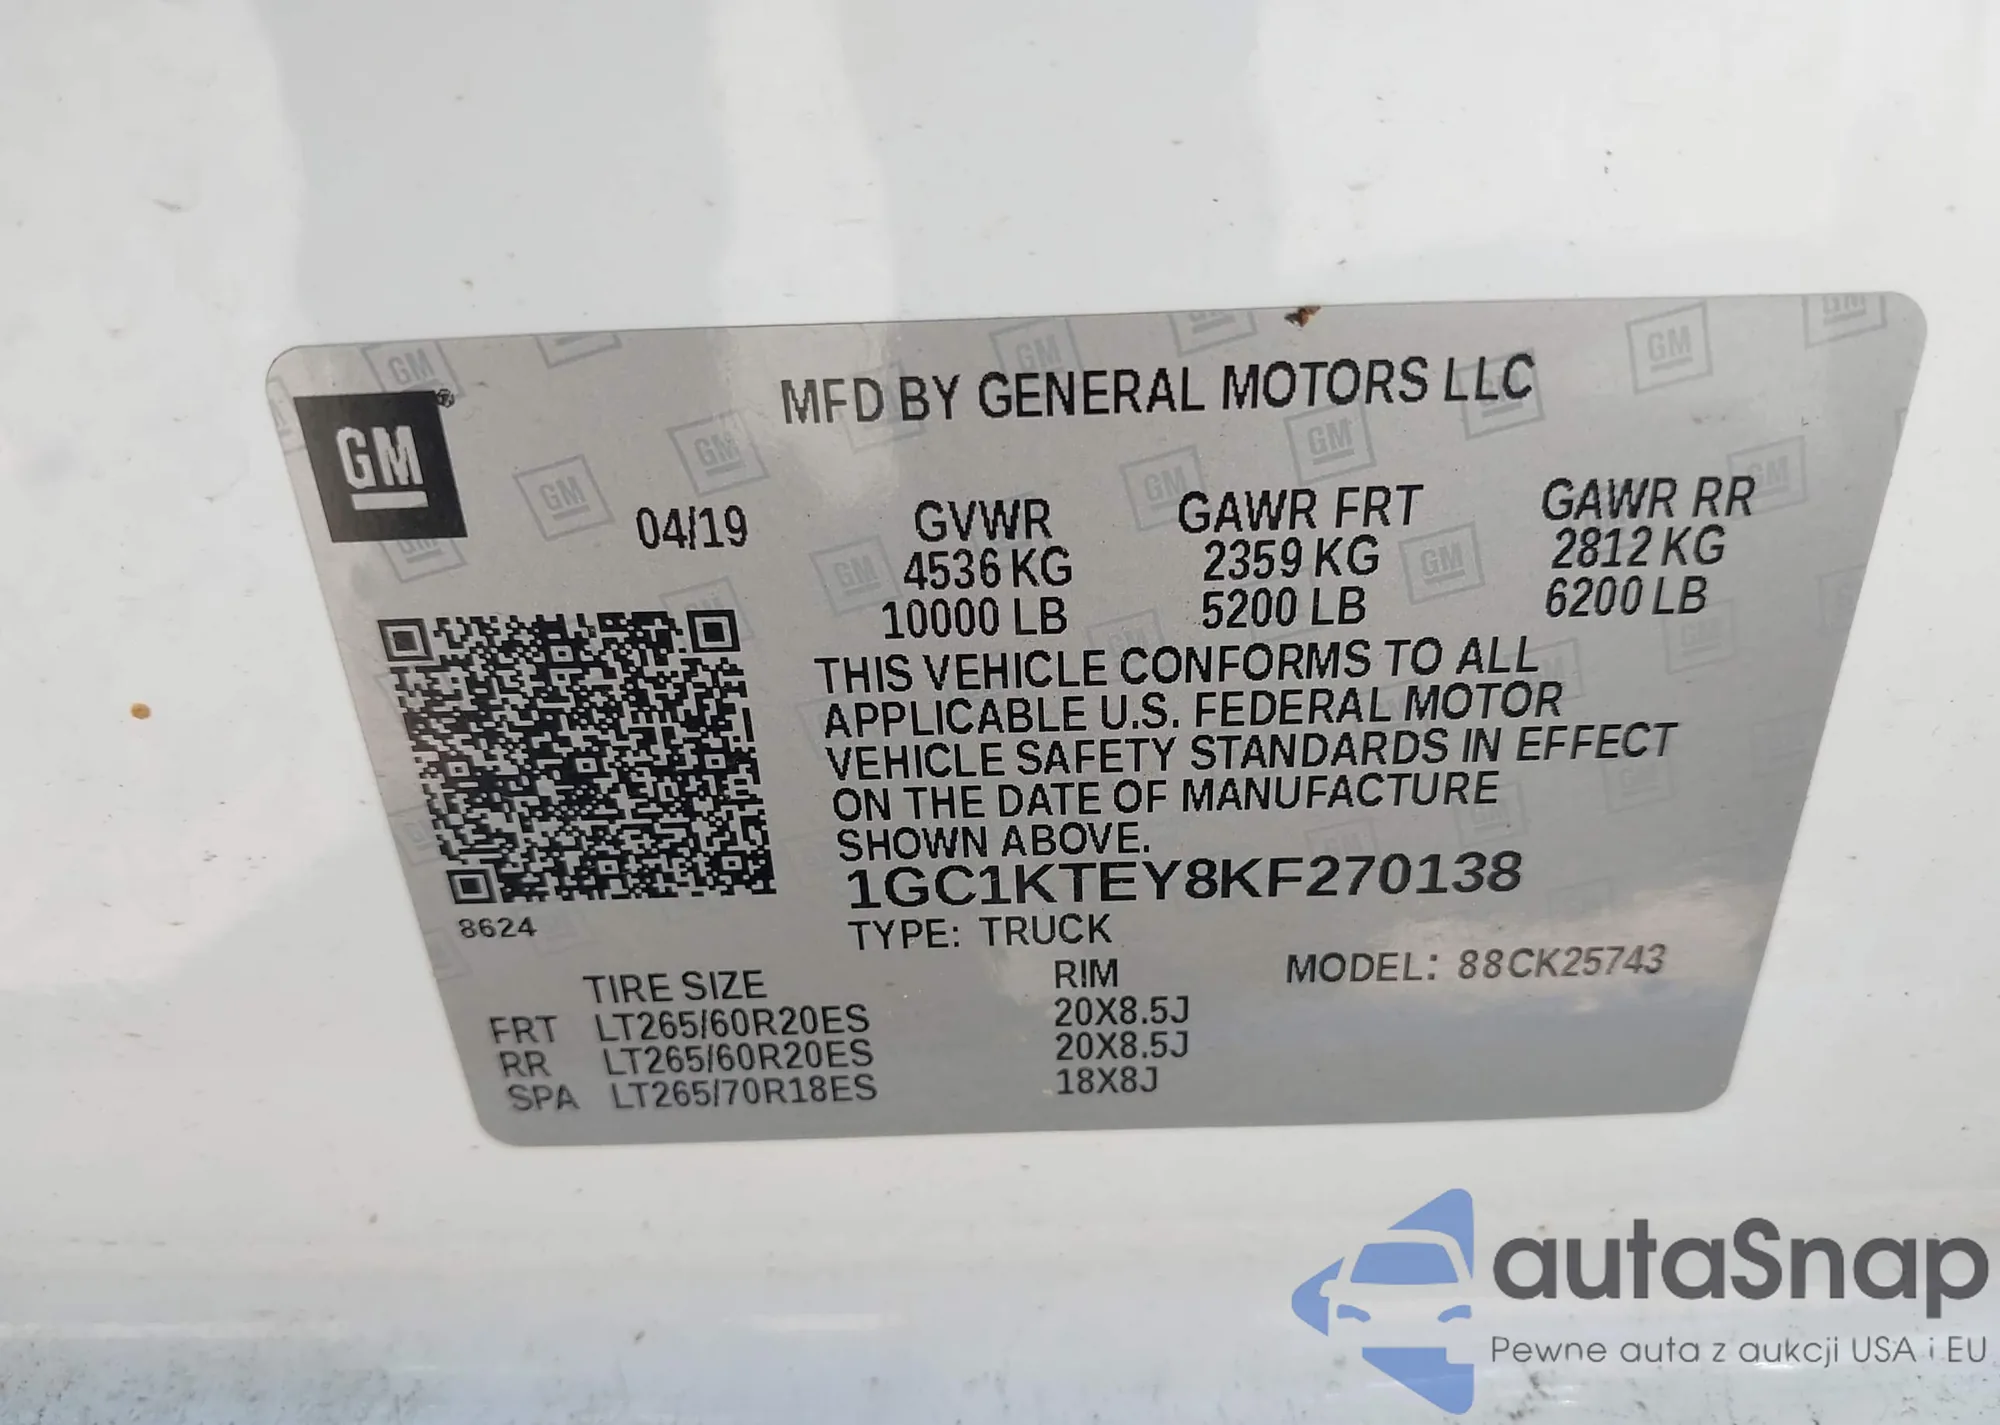 MFD BY GENERAL MOTORS LLC
GM
04/19 GVWR GAWR FRT GAWR RR
4536 KG 2359 KG 2812 KG
10000 LB 5200 LB 6200 LB
THIS VEHICLE CONFORMS TO ALL
APPLICABLE U.S. FEDERAL MOTOR
VEHICLE SAFETY STANDARDS IN EFFECT
ON THE DATE OF MANUFACTURE
SHOWN ABOVE.
1GC1KTEY8KF270138
8624
TYPE: TRUCK
TIRE SIZE RIM MODEL: 88CK25743
FRT LT265/60R20ES 20X8.5J
RR LT265/60R20ES 20X8.5J
SPA LT265/70R18ES 18X8J
autaSnap
Pewne auta z aukcji USA i EU